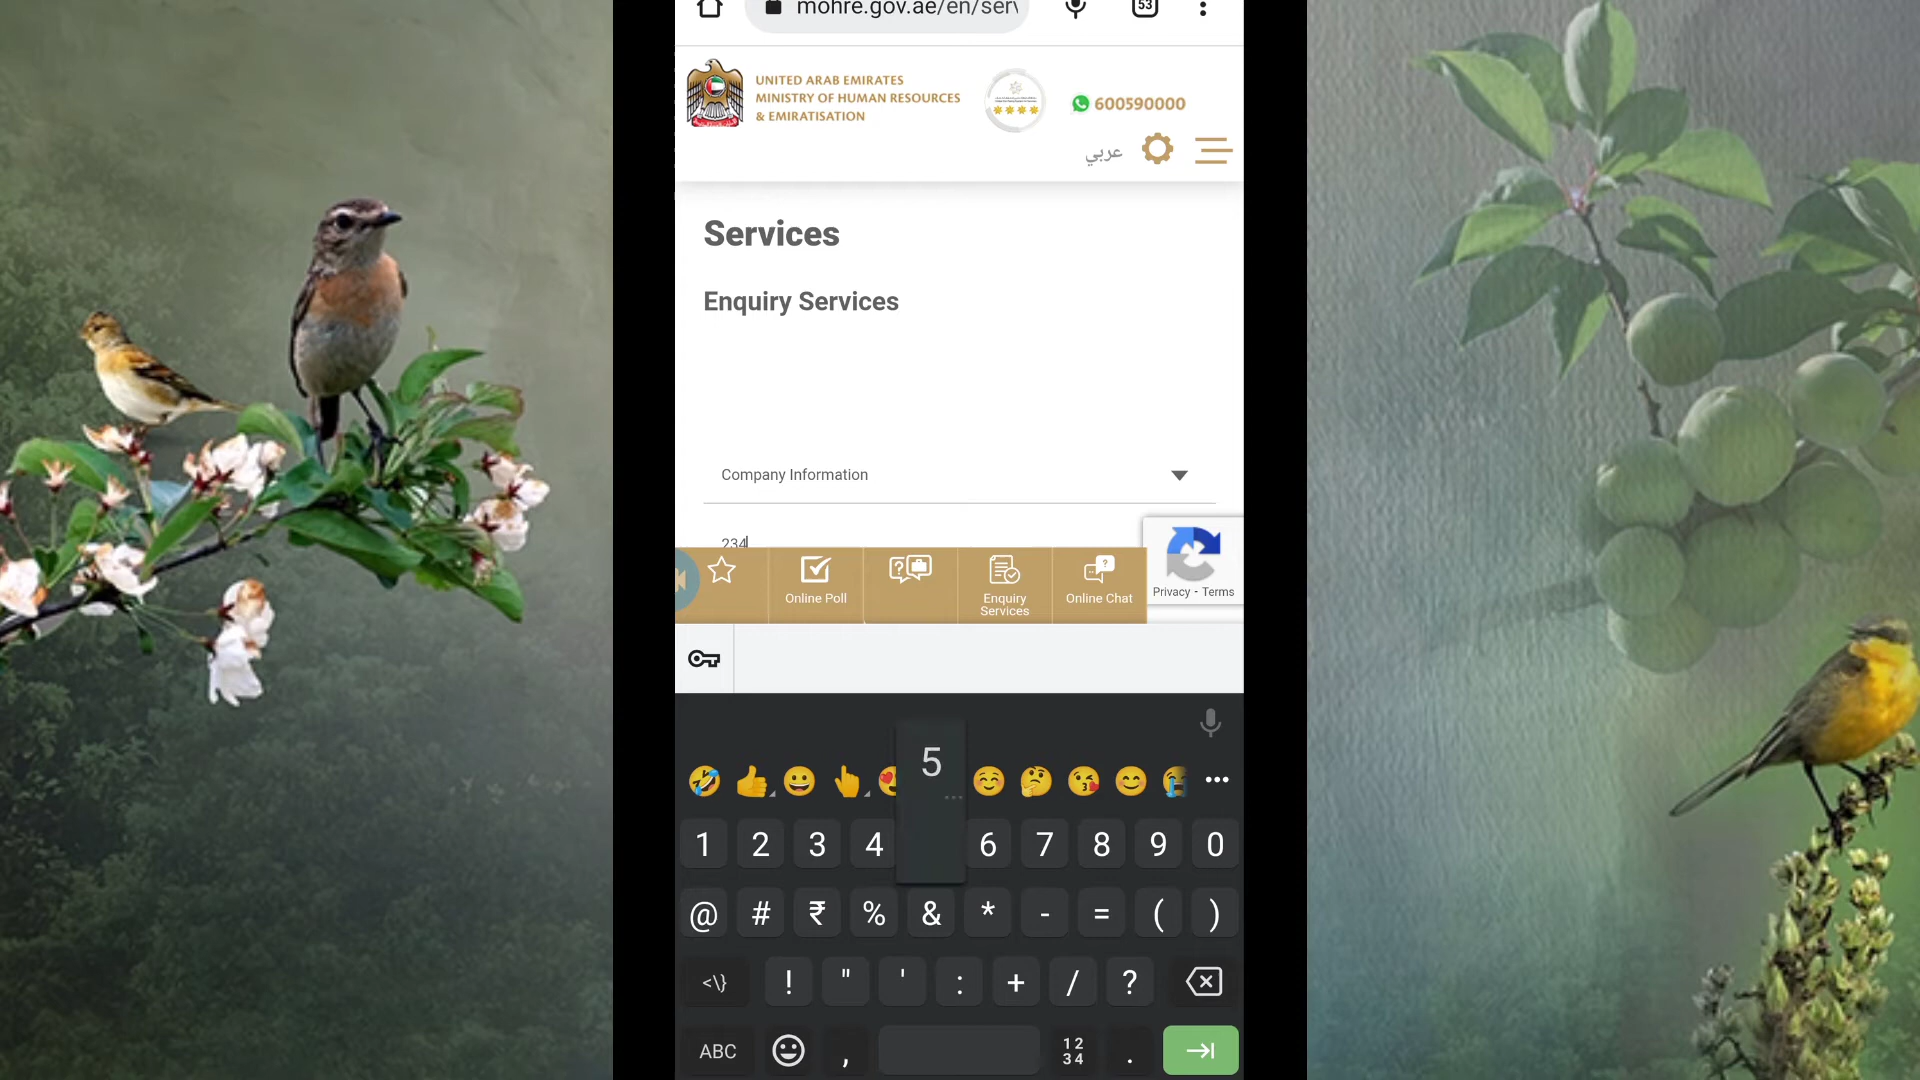 mohre.gov.ae/en/serv
53
UNITED ARAB EMIRATES
MINISTRY OF HUMAN RESOURCES
& EMIRATISATION
600590000
عربي
Services
Enquiry Services
Company Information
234
Online Poll
Enquiry
Services
Online Chat
Privacy - Terms
5
1 2 3 4 6 7 8 9 0
@ # ₹ % & * - = ( )
<\} ! " ' : + / ?
ABC , 12
34 .